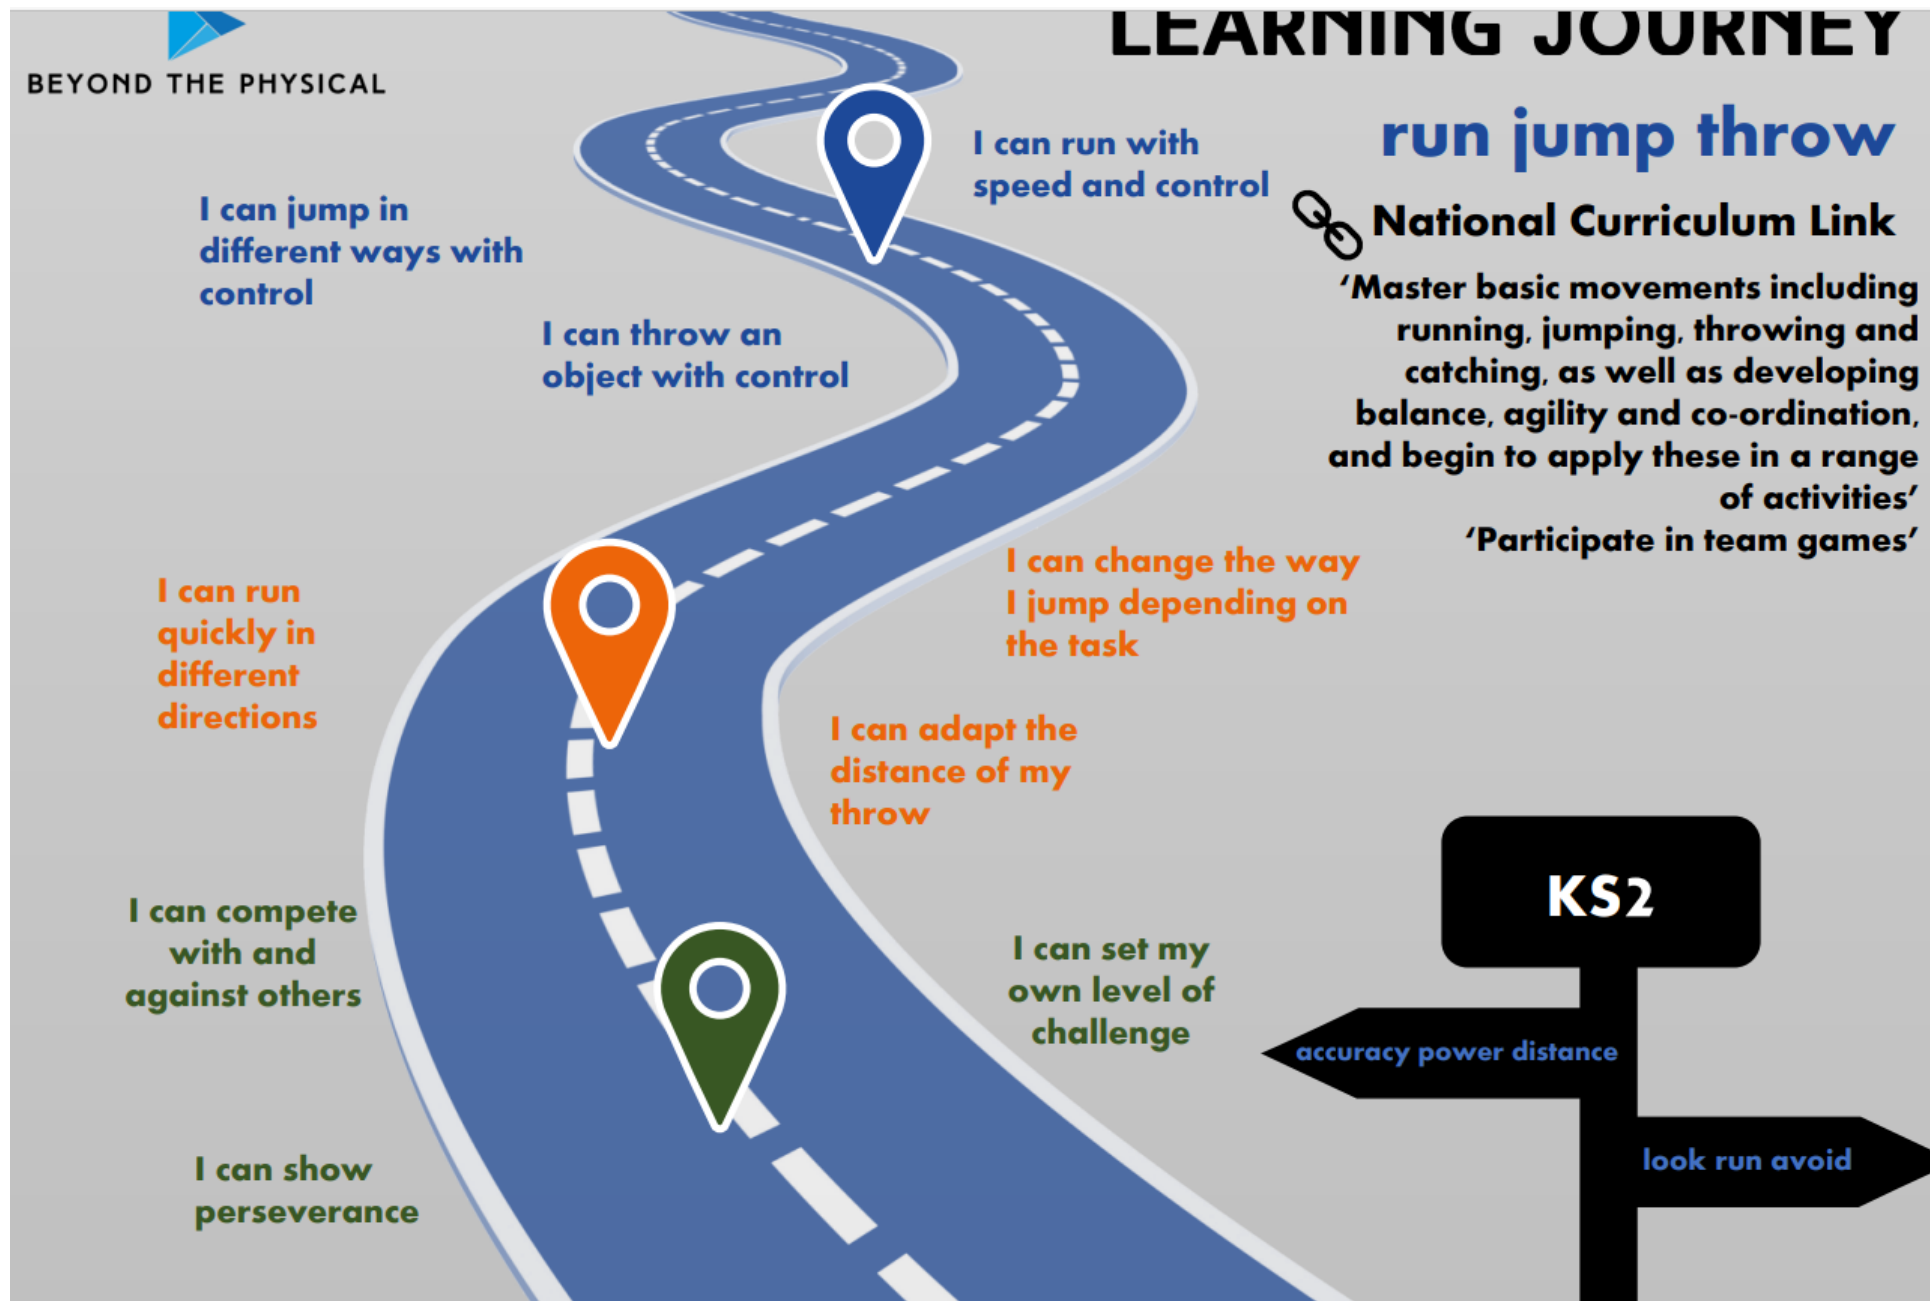 LEARNING JOURNEY
BEYOND THE PHYSICAL
run jump throw
I can run with
speed and control
National Curriculum Link
‘Master basic movements including
running, jumping, throwing and
catching, as well as developing
balance, agility and co-ordination,
and begin to apply these in a range
of activities’
‘Participate in team games’
I can jump in
different ways with
control
I can throw an
object with control
I can change the way
I jump depending on
the task
I can run
quickly in
different
directions
I can adapt the
distance of my
throw
I can compete
with and
against others
I can set my
own level of
challenge
I can show
perseverance
KS2
accuracy power distance
look run avoid